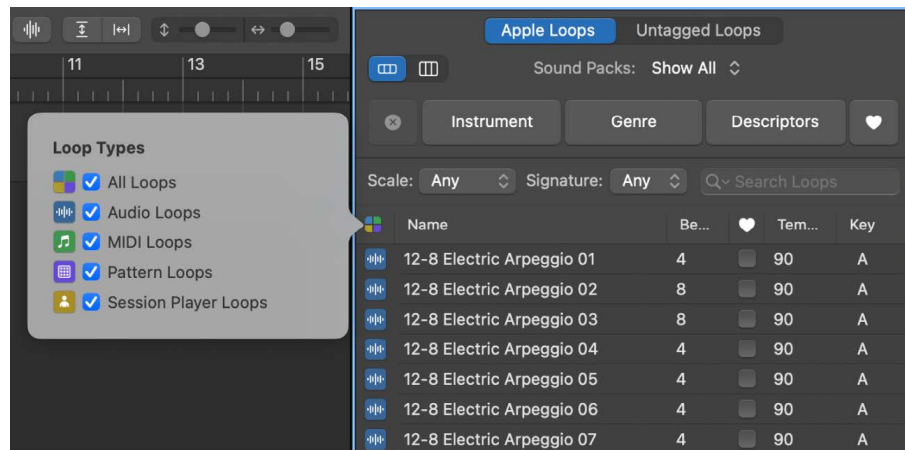 11 13 15
Loop Types
All Loops
Audio Loops
MIDI Loops
Pattern Loops
Session Player Loops
Apple Loops Untagged Loops
Sound Packs: Show All
Instrument Genre Descriptors
Scale: Any Signature: Any Search Loops
Name Be... Tem... Key
12-8 Electric Arpeggio 01 4 90 A
12-8 Electric Arpeggio 02 8 90 A
12-8 Electric Arpeggio 03 8 90 A
12-8 Electric Arpeggio 04 4 90 A
12-8 Electric Arpeggio 05 4 90 A
12-8 Electric Arpeggio 06 4 90 A
12-8 Electric Arpeggio 07 4 90 A